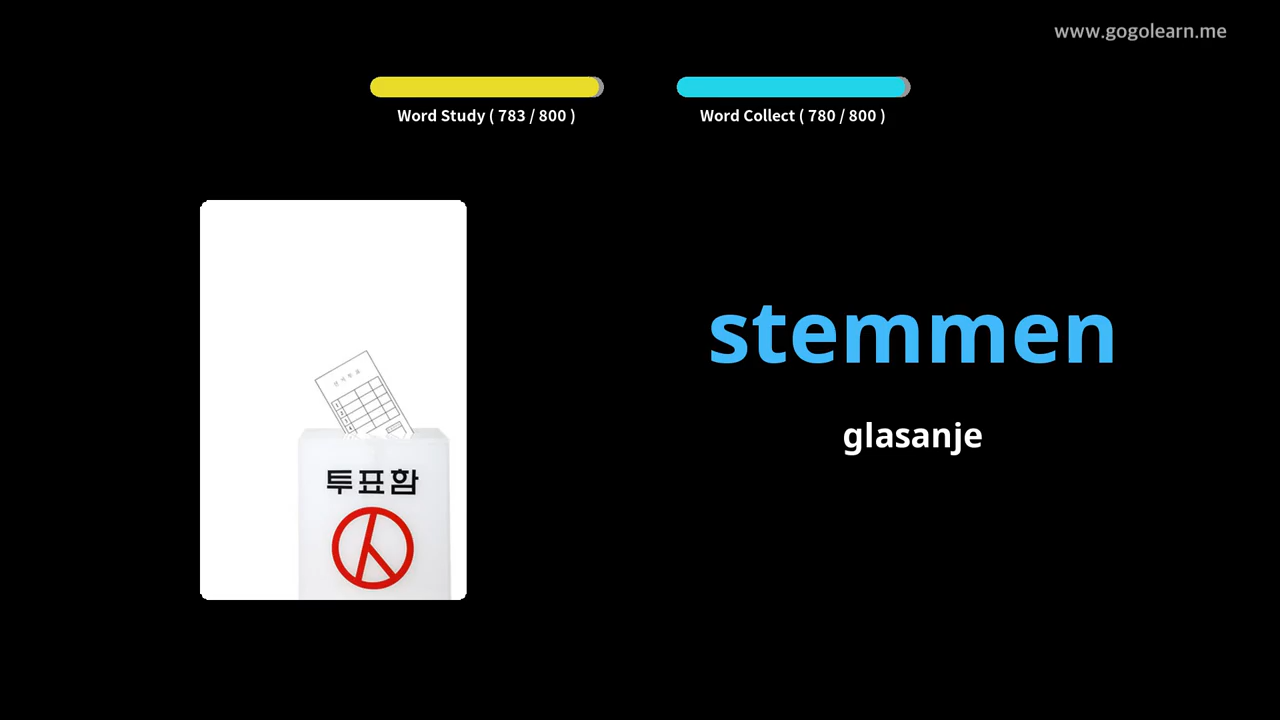 www.gogolearn.me
Word Study ( 783 / 800 )
Word Collect ( 780 / 800 )
stemmen
glasanje
투표함